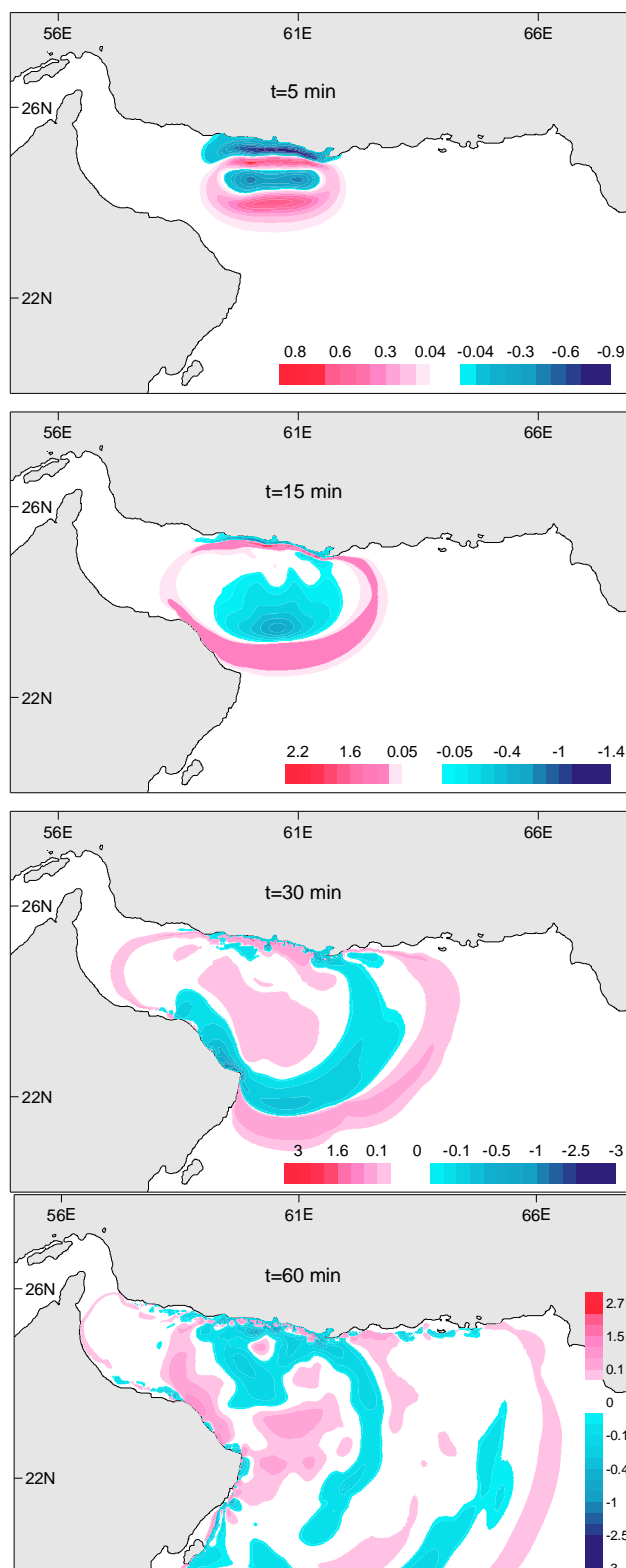 56E 61E 66E
t=5 min
26N
22N
0.8 0.6 0.3 0.04 -0.04 -0.3 -0.6 -0.9
56E 61E 66E
t=15 min
26N
22N
2.2 1.6 0.05 -0.05 -0.4 -1 -1.4
56E 61E 66E
t=30 min
26N
22N
3 1.6 0.1 0 -0.1 -0.5 -1 -2.5 -3
56E 61E 66E
t=60 min
26N
2.7
1.5
0.1
0
-0.1
22N
-0.4
-1
-2.5